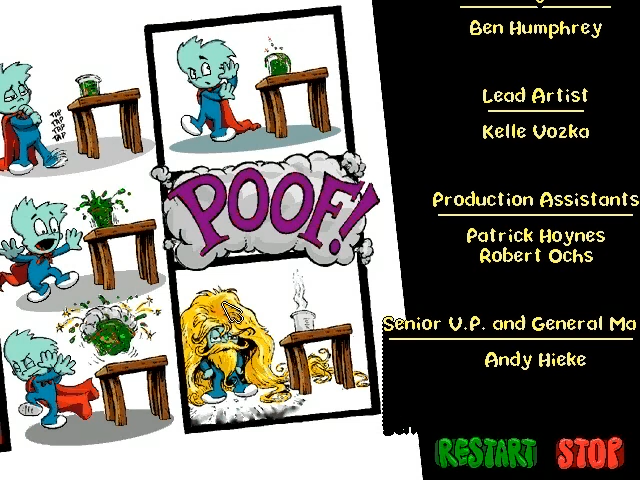 Ben Humphrey
Lead Artist
Kelle Vozka
Production Assistants
Patrick Hoynes
Robert Ochs
Senior V.P. and General Ma
Andy Hieke
TAP
TAP
TAP
TAP
POOF!
RESTART STOP